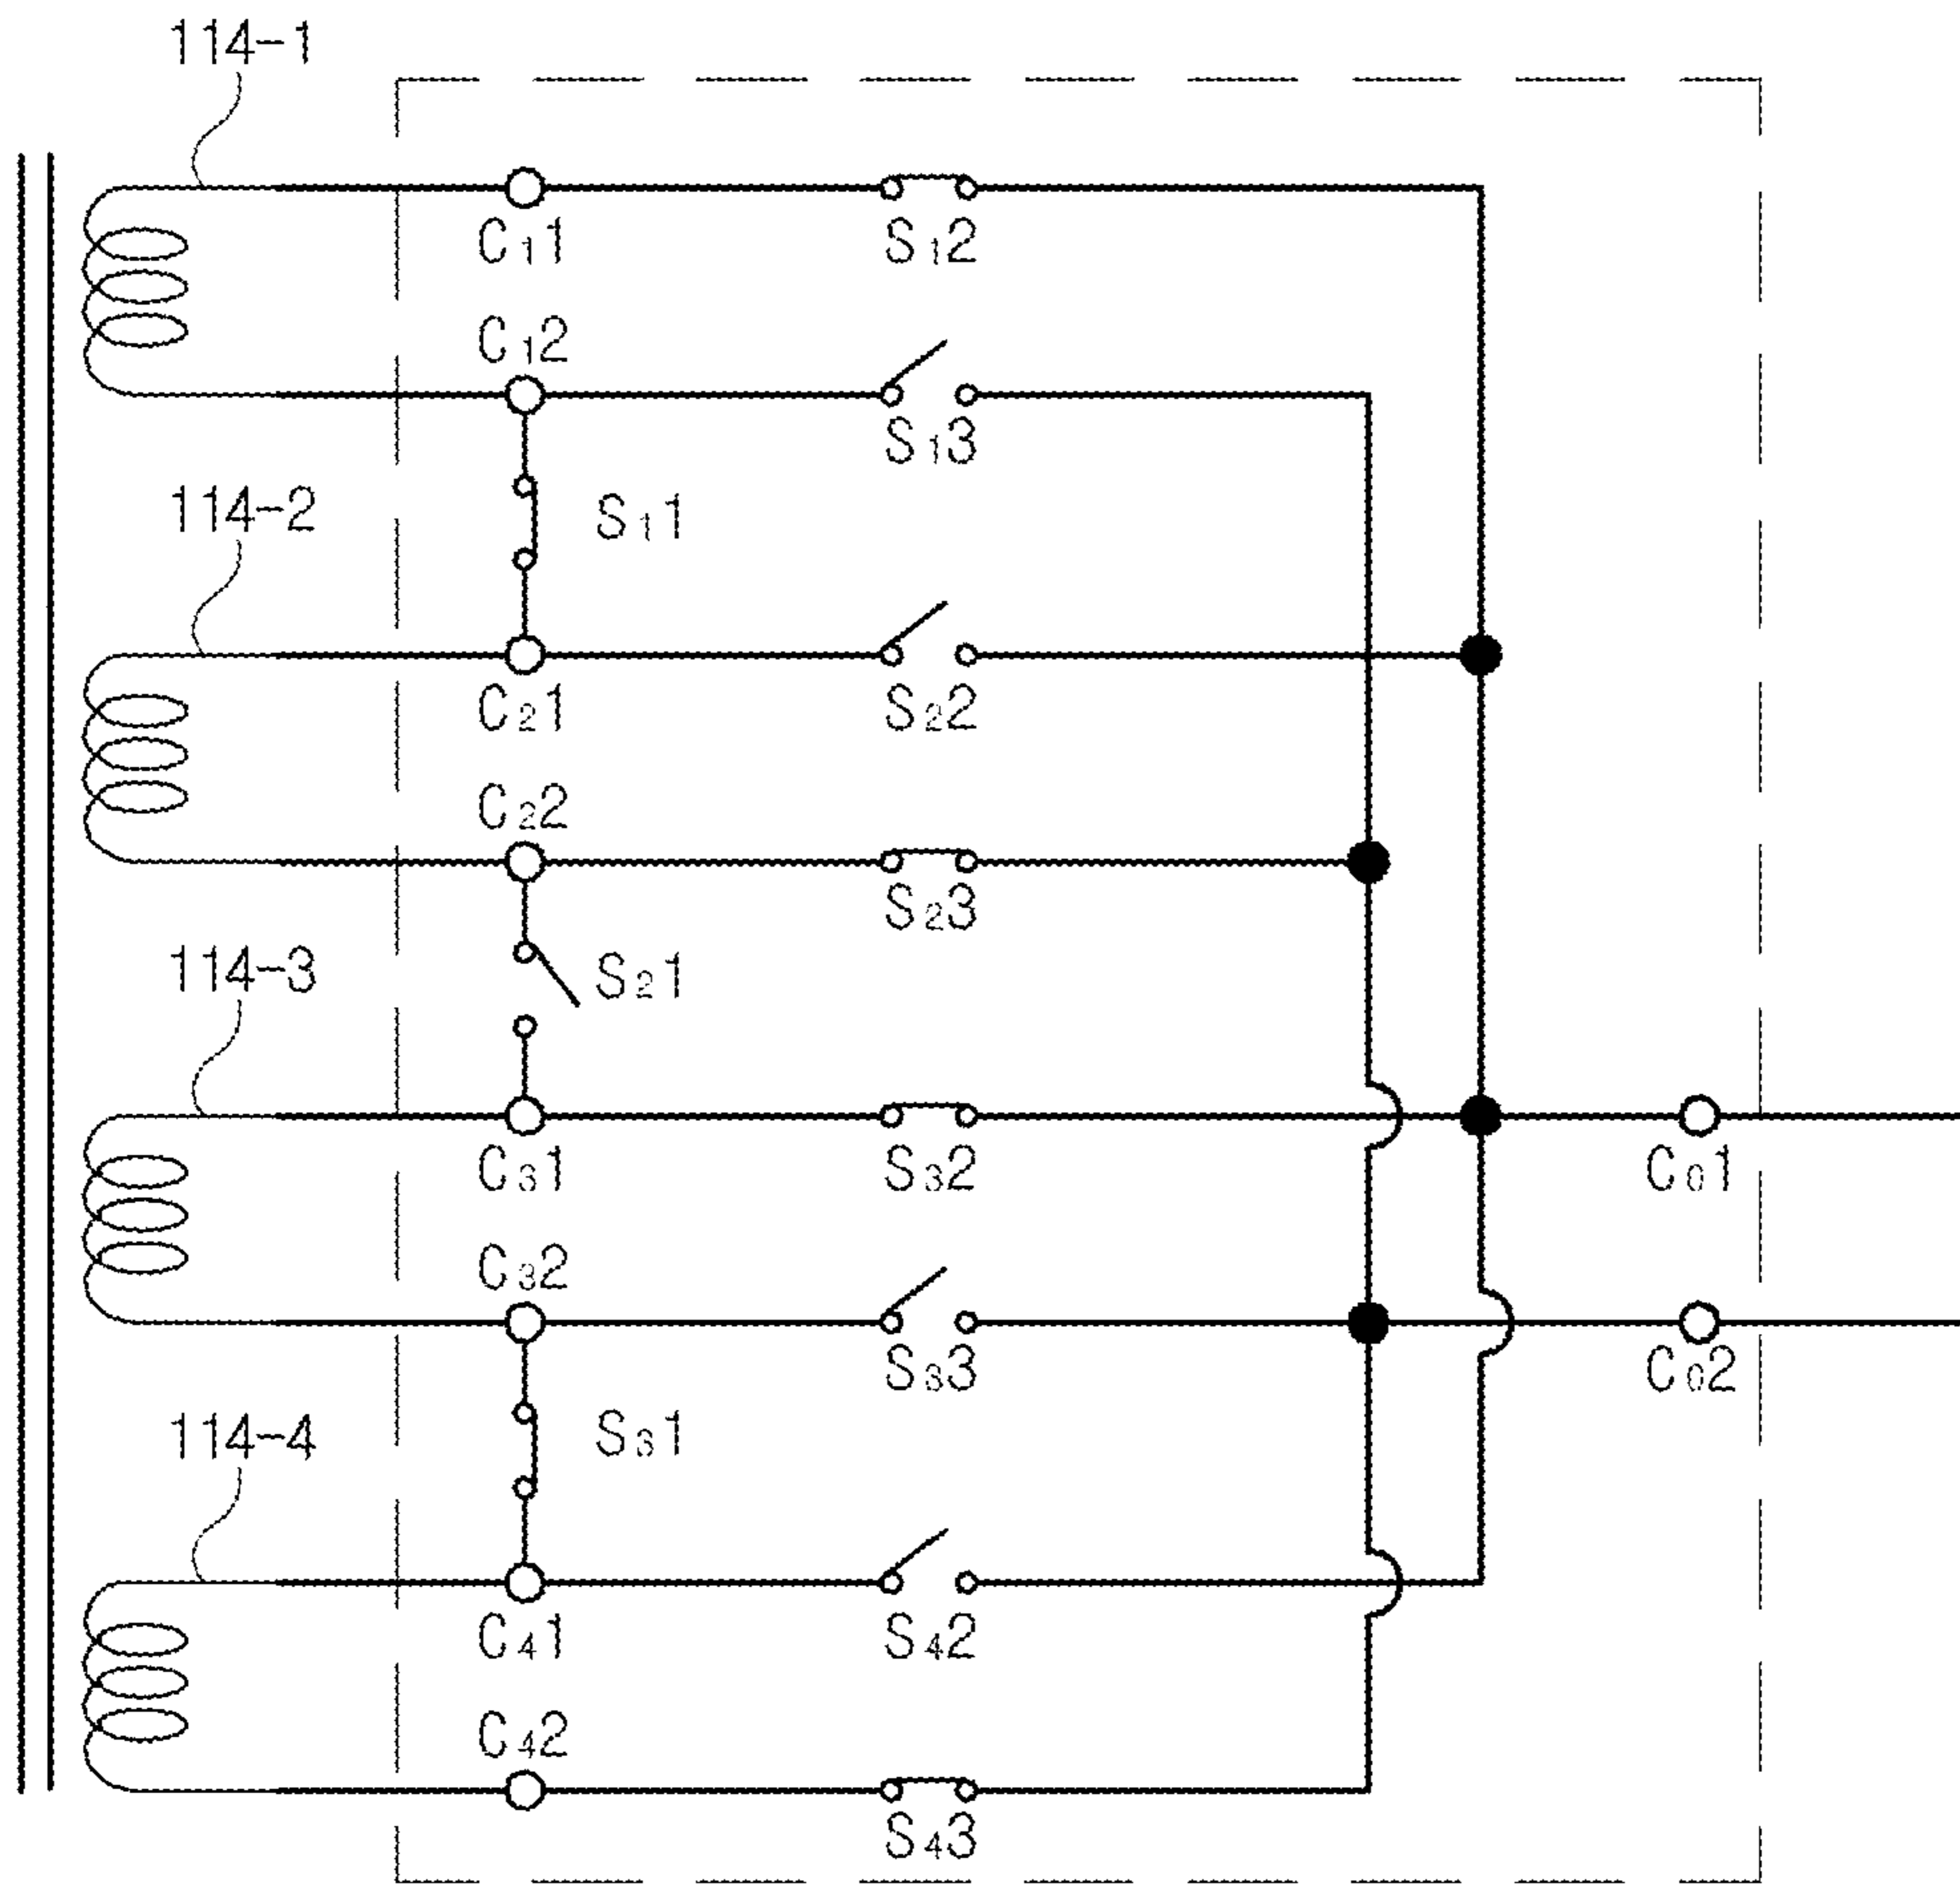 114-1
C₁1
S₁2
C₁2
S₁3
114-2
S₁1
C₂1
S₂2
C₂2
S₂3
114-3
S₂1
C₃1
S₃2
C₀1
C₃2
S₃3
C₀2
114-4
S₃1
C₄1
S₄2
C₄2
S₄3